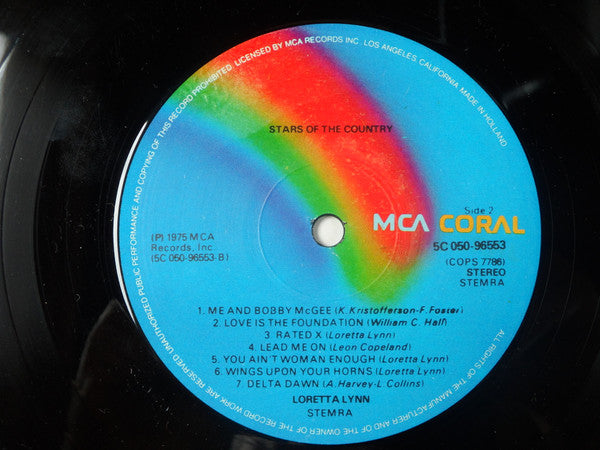 UNAUTHORIZED PUBLIC PERFORMANCE AND COPYING OF THIS RECORD PROHIBITED. LICENSED BY MCA RECORDS INC. LOS ANGELES, CALIFORNIA MADE IN HOLLAND
STARS OF THE COUNTRY
Side 2
MCA CORAL
(P) 1975 MCA
Records, Inc
(5C 050-96553-B)
5C 050-96553
(COPS 7786)
STEREO
STEMRA
1. ME AND BOBBY McGEE (K. Kristofferson-F. Foster)
2. LOVE IS THE FOUNDATION (William C. Hall)
3. RATED X (Loretta Lynn)
4. LEAD ME ON (Leon Copeland)
5. YOU AIN'T WOMAN ENOUGH (Loretta Lynn)
6. WINGS UPON YOUR HORNS (Loretta Lynn)
7. DELTA DAWN (A. Harvey-L. Collins)
LORETTA LYNN
STEMRA
ALL RIGHTS OF THE MANUFACTURER AND OF THE OWNER OF THE RECORD WORK ARE RESERVED